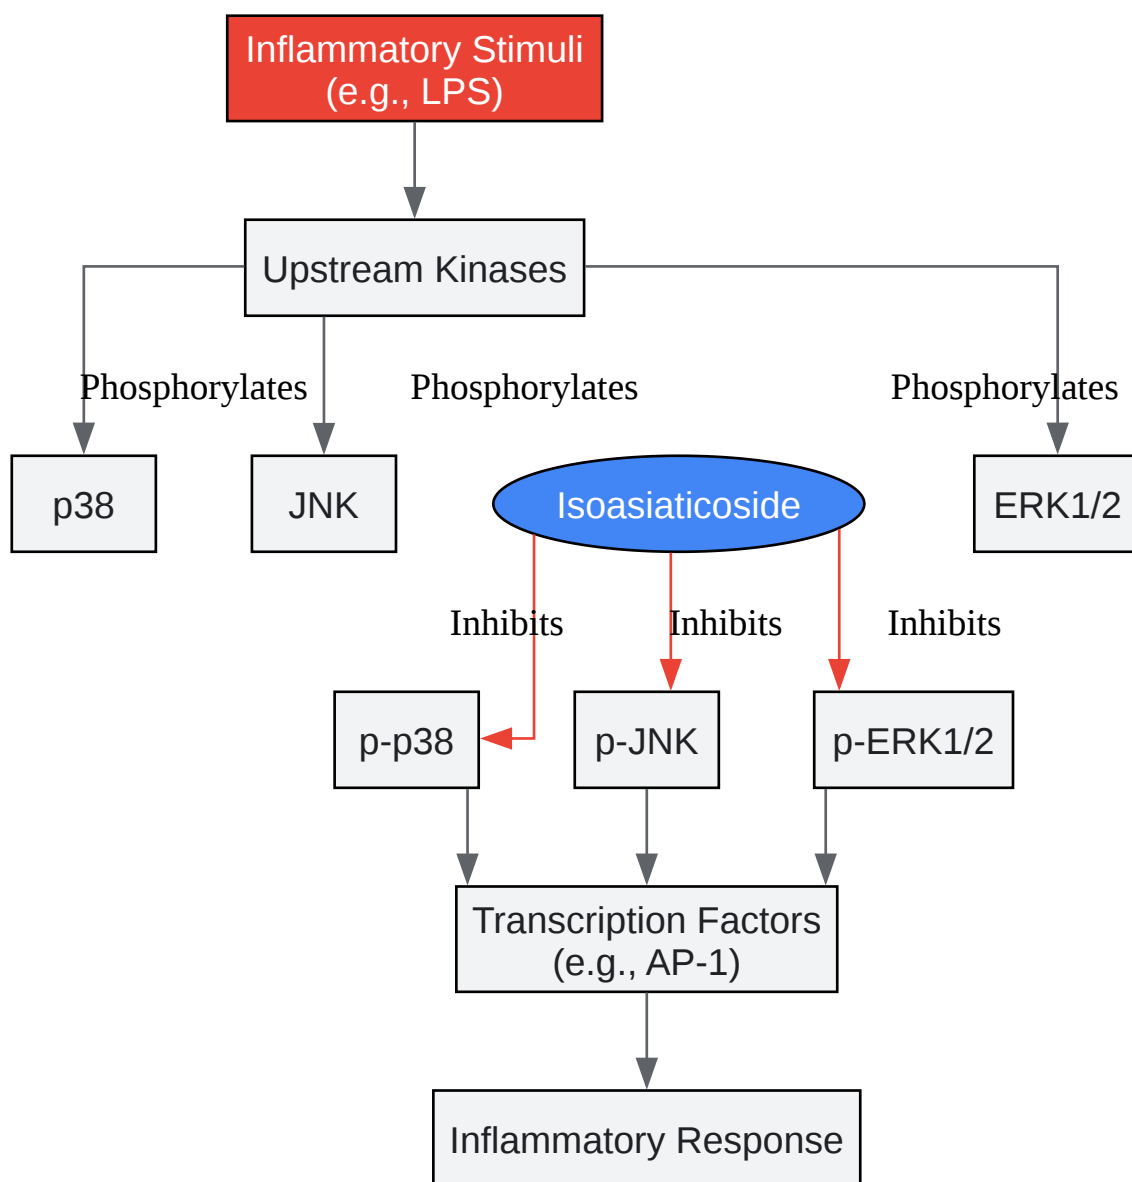 Inflammatory Stimuli
(e.g., LPS)
Upstream Kinases
Phosphorylates
Phosphorylates
Phosphorylates
p38
JNK
Isoasiaticoside
ERK1/2
Inhibits
Inhibits
Inhibits
p-p38
p-JNK
p-ERK1/2
Transcription Factors
(e.g., AP-1)
Inflammatory Response